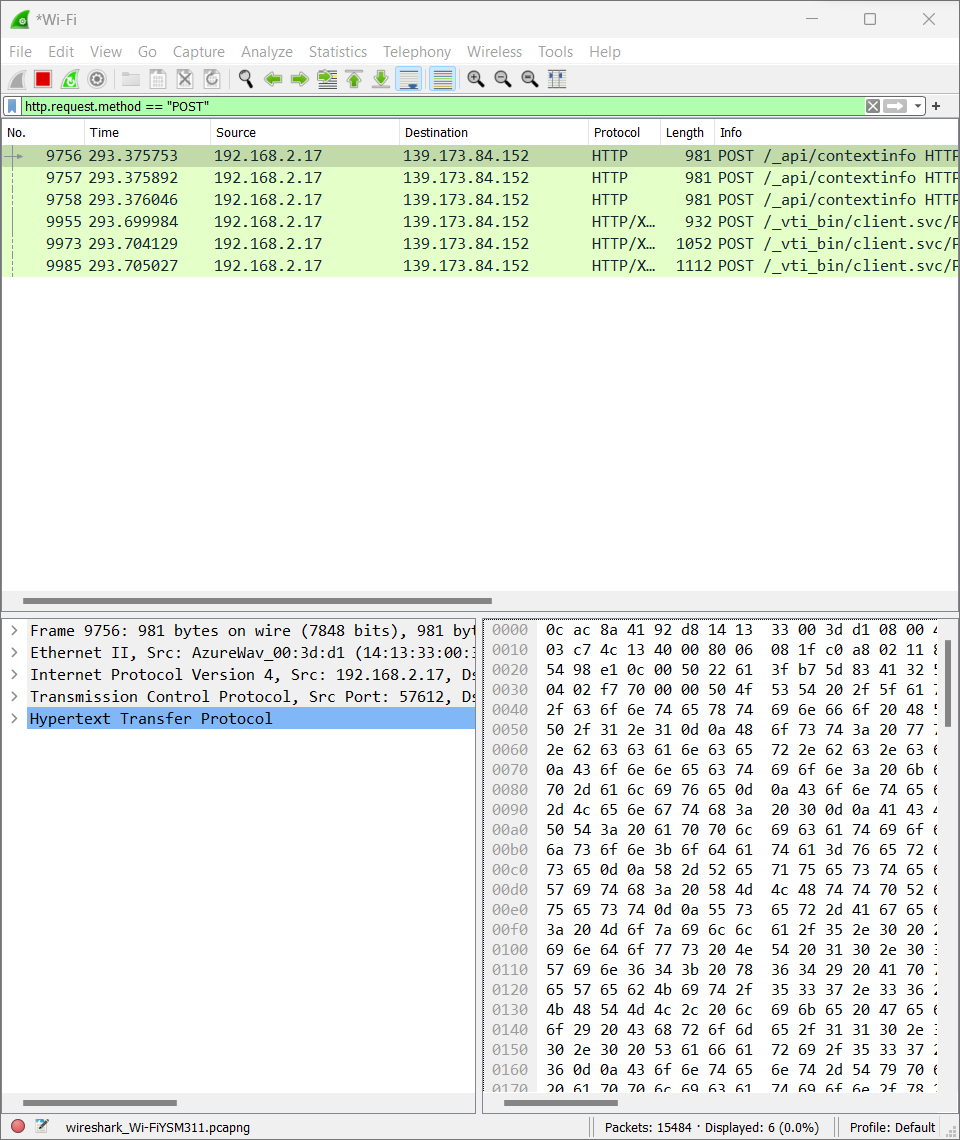 *Wi-Fi
File Edit View Go Capture Analyze Statistics Telephony Wireless Tools Help
http.request.method == "POST"
No. Time Source Destination Protocol Length Info
9756 293.375753 192.168.2.17 139.173.84.152 HTTP 981 POST /_api/contextinfo HTTP
9757 293.375892 192.168.2.17 139.173.84.152 HTTP 981 POST /_api/contextinfo HTTP
9758 293.376046 192.168.2.17 139.173.84.152 HTTP 981 POST /_api/contextinfo HTTP
9955 293.699984 192.168.2.17 139.173.84.152 HTTP/X… 932 POST /_vti_bin/client.svc/P
9973 293.704129 192.168.2.17 139.173.84.152 HTTP/X… 1052 POST /_vti_bin/client.svc/P
9985 293.705027 192.168.2.17 139.173.84.152 HTTP/X… 1112 POST /_vti_bin/client.svc/P
Frame 9756: 981 bytes on wire (7848 bits), 981 byt
Ethernet II, Src: AzureWav_00:3d:d1 (14:13:33:00:3
Internet Protocol Version 4, Src: 192.168.2.17, Ds
Transmission Control Protocol, Src Port: 57612, Ds
Hypertext Transfer Protocol
0000 0c ac 8a 41 92 d8 14 13 33 00 3d d1 08 00
0010 03 c7 4c 13 40 00 80 06 08 1f c0 a8 02 11
0020 54 98 e1 0c 00 50 22 61 3f b7 5d 83 41 32
0030 04 02 f7 70 00 00 50 4f 53 54 20 2f 5f 61
0040 2f 63 6f 6e 74 65 78 74 69 6e 66 6f 20 48
0050 50 2f 31 2e 31 0d 0a 48 6f 73 74 3a 20 77
0060 2e 62 63 63 61 6e 63 65 72 2e 62 63 2e 63
0070 0a 43 6f 6e 6e 65 63 74 69 6f 6e 3a 20 6b
0080 70 2d 61 6c 69 76 65 0d 0a 43 6f 6e 74 65
0090 2d 4c 65 6e 67 74 68 3a 20 30 0d 0a 41 43
00a0 50 54 3a 20 61 70 70 6c 69 63 61 74 69 6f
00b0 6a 73 6f 6e 3b 6f 64 61 74 61 3d 76 65 72
00c0 73 65 0d 0a 58 2d 52 65 71 75 65 73 74 65
00d0 57 69 74 68 3a 20 58 4d 4c 48 74 74 70 52
00e0 75 65 73 74 0d 0a 55 73 65 72 2d 41 67 65
00f0 3a 20 4d 6f 7a 69 6c 6c 61 2f 35 2e 30 20
0100 69 6e 64 6f 77 73 20 4e 54 20 31 30 2e 30
0110 57 69 6e 36 34 3b 20 78 36 34 29 20 41 70
0120 65 57 65 62 4b 69 74 2f 35 33 37 2e 33 36
0130 4b 48 54 4d 4c 2c 20 6c 69 6b 65 20 47 65
0140 6f 29 20 43 68 72 6f 6d 65 2f 31 31 30 2e
0150 30 2e 30 20 53 61 66 61 72 69 2f 35 33 37
0160 36 0d 0a 43 6f 6e 74 65 6e 74 2d 54 79 70
0170 20 61 70 70 6c 69 63 61 74 69 6f 6e 2f 78
wireshark_Wi-FiYSM311.pcapng Packets: 15484 · Displayed: 6 (0.0%) Profile: Default